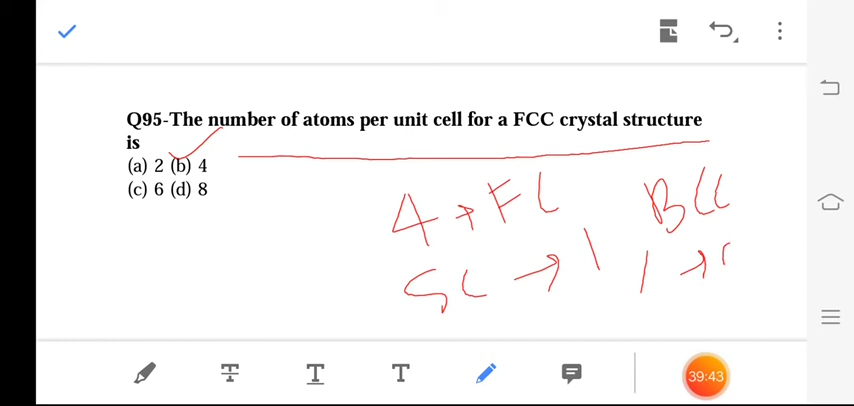 Q95-The number of atoms per unit cell for a FCC crystal structure
is
(a) 2 (b) 4
(c) 6 (d) 8
4 → FC BCC
SC → 1 1 →
T T T
39:43